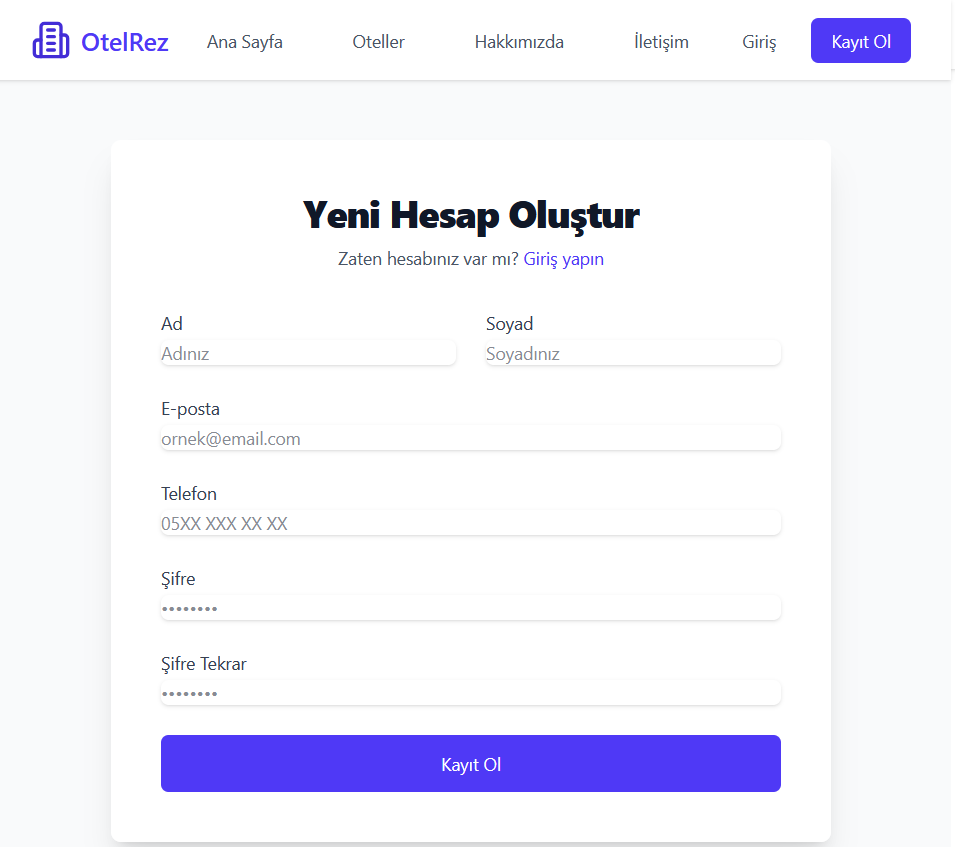 OtelRez Ana Sayfa Oteller Hakkımızda İletişim Giriş Kayıt Ol
Yeni Hesap Oluştur
Zaten hesabınız var mı? Giriş yapın
Ad Soyad
Adınız Soyadınız
E-posta
ornek@email.com
Telefon
05XX XXX XX XX
Şifre
••••••••
Şifre Tekrar
••••••••
Kayıt Ol